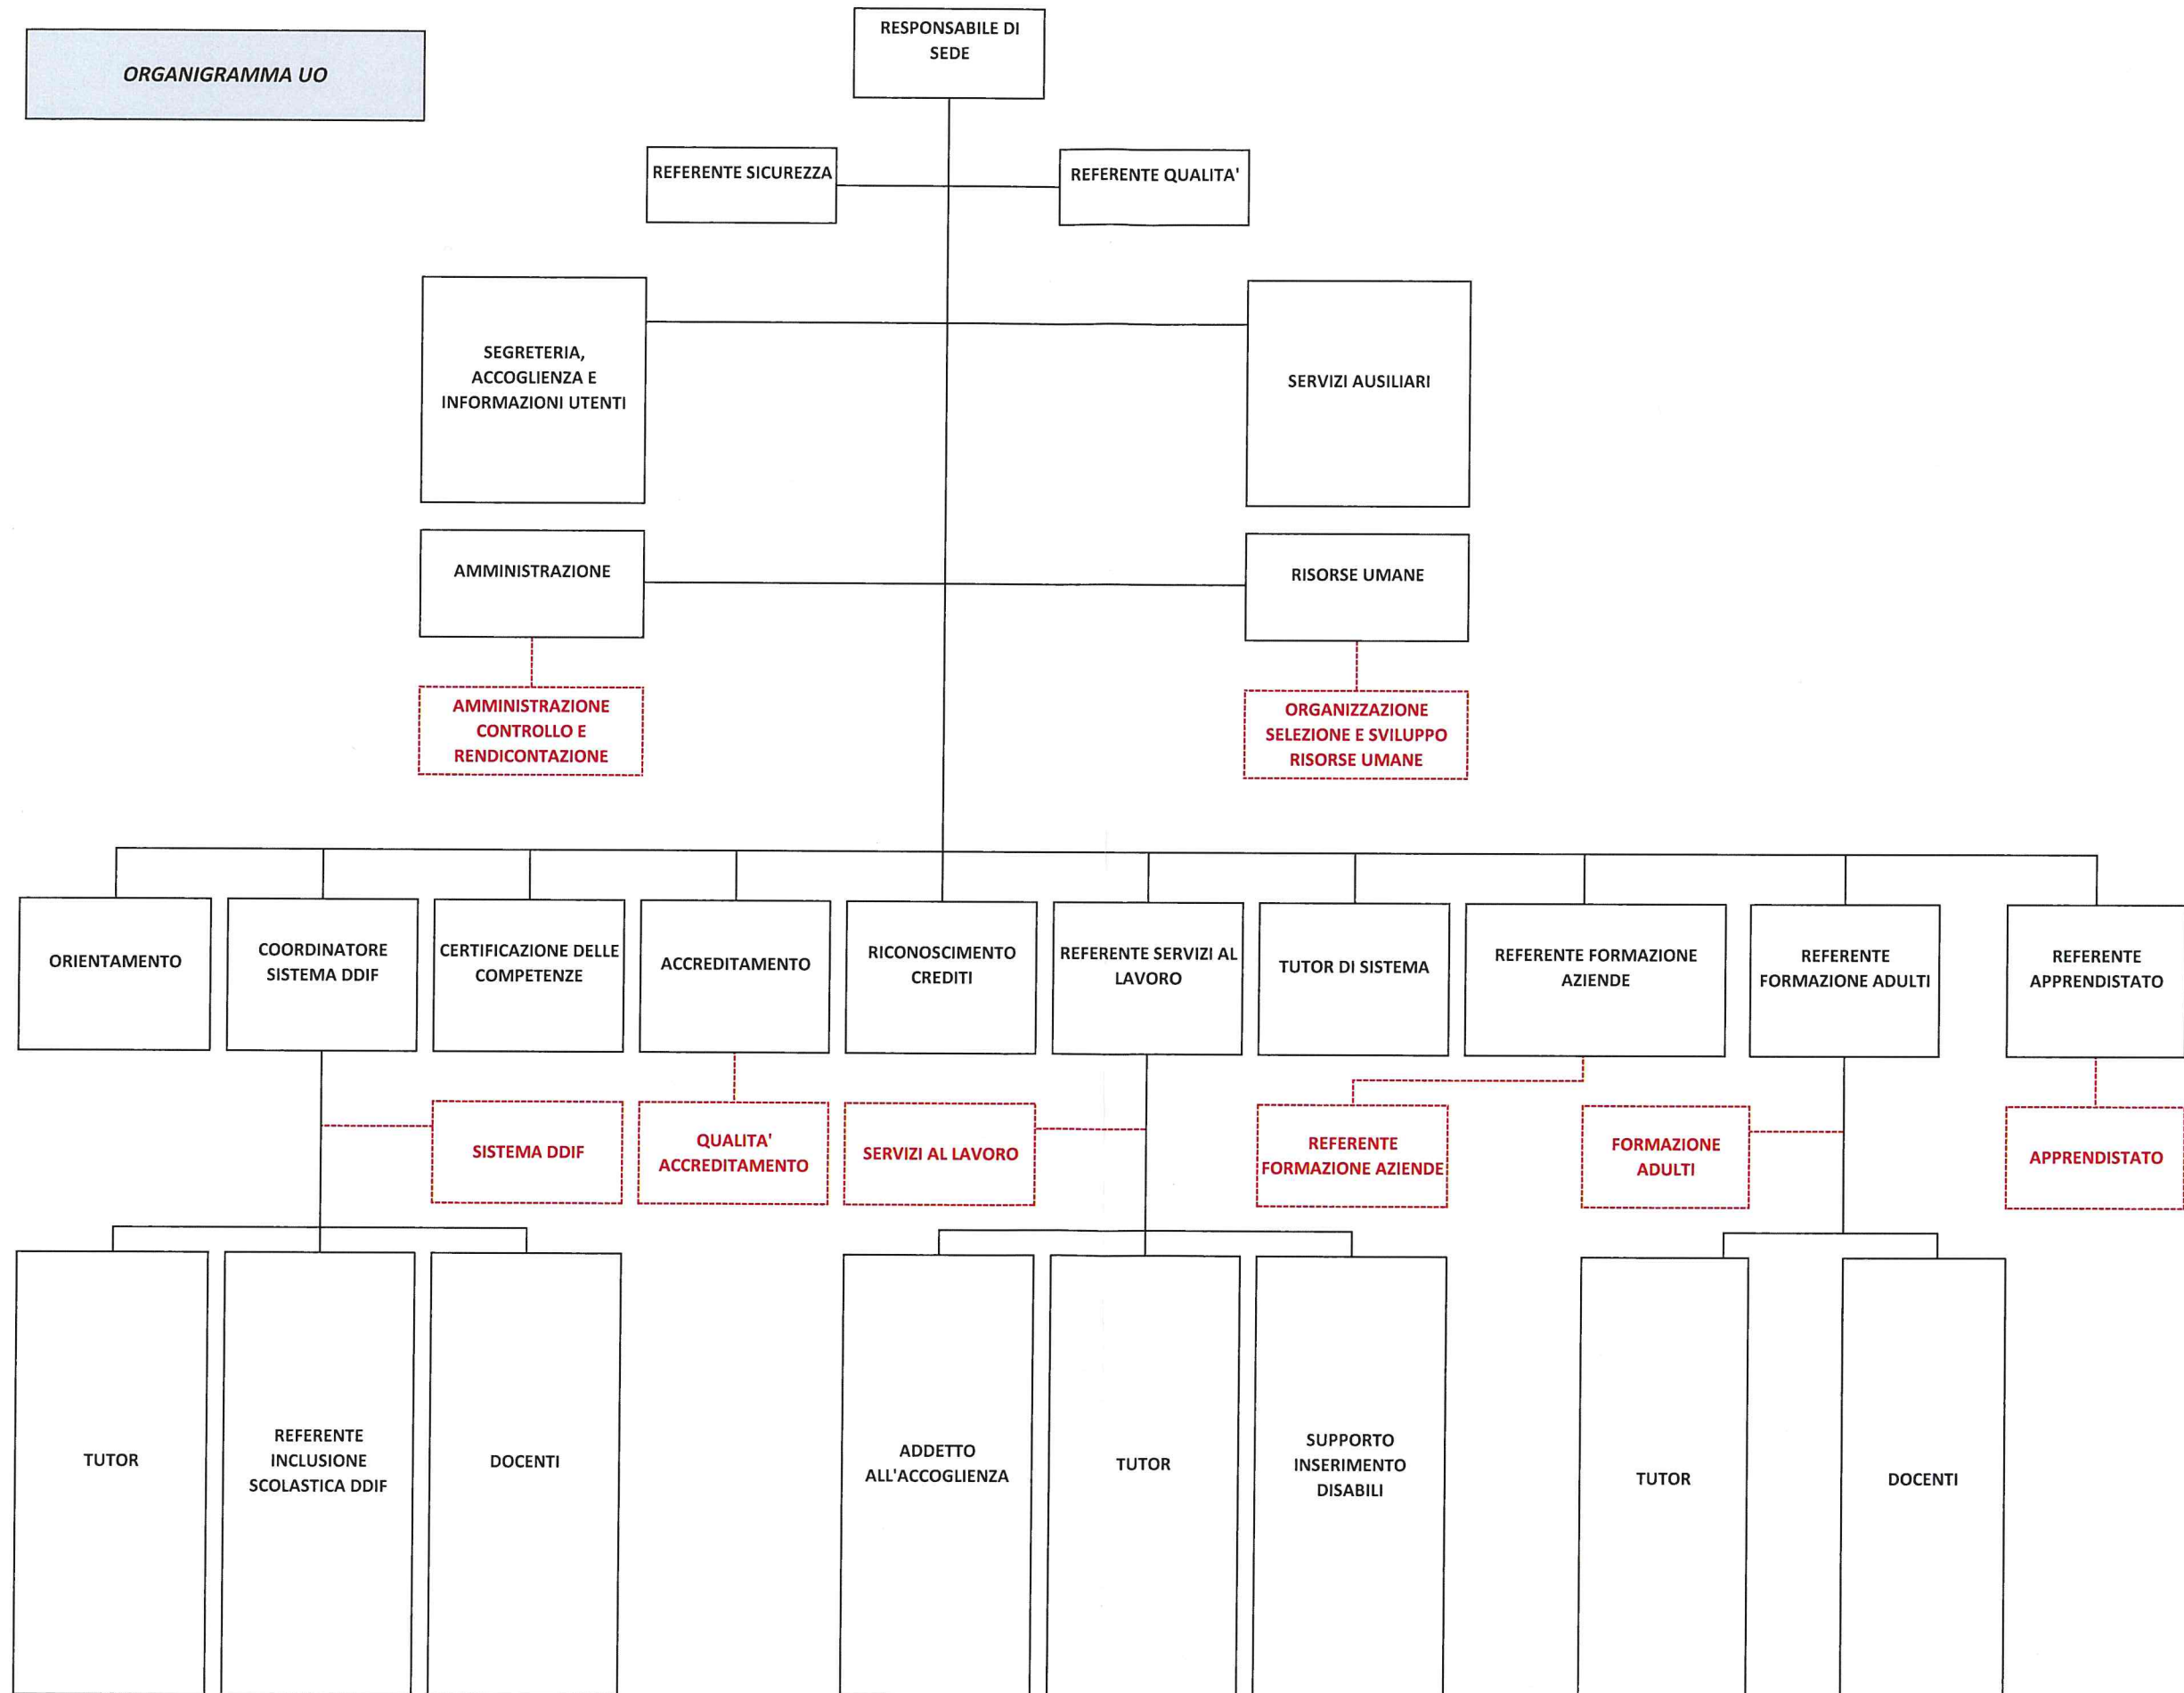 ORGANIGRAMMA UO
RESPONSABILE DI
SEDE
REFERENTE SICUREZZA
REFERENTE QUALITA'
SEGRETERIA,
ACCOGLIENZA E
INFORMAZIONI UTENTI
SERVIZI AUSILIARI
AMMINISTRAZIONE
RISORSE UMANE
AMMINISTRAZIONE
CONTROLLO E
RENDICONTAZIONE
ORGANIZZAZIONE
SELEZIONE E SVILUPPO
RISORSE UMANE
ORIENTAMENTO
COORDINATORE
SISTEMA DDIF
CERTIFICAZIONE DELLE
COMPETENZE
ACCREDITAMENTO
RICONOSCIMENTO
CREDITI
REFERENTE SERVIZI AL
LAVORO
TUTOR DI SISTEMA
REFERENTE FORMAZIONE
AZIENDE
REFERENTE
FORMAZIONE ADULTI
REFERENTE
APPRENDISTATO
SISTEMA DDIF
QUALITA'
ACCREDITAMENTO
SERVIZI AL LAVORO
REFERENTE
FORMAZIONE AZIENDE
FORMAZIONE
ADULTI
APPRENDISTATO
TUTOR
REFERENTE
INCLUSIONE
SCOLASTICA DDIF
DOCENTI
ADDETTO
ALL'ACCOGLIENZA
TUTOR
SUPPORTO
INSERIMENTO
DISABILI
TUTOR
DOCENTI